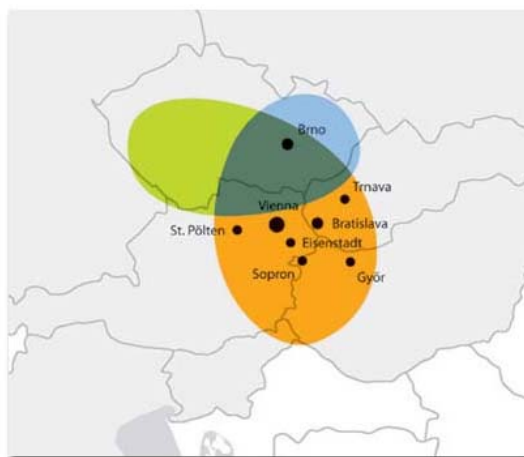 Brno
Trnava
Vienna
St. Pölten
Bratislava
Eisenstadt
Sopron
Györ